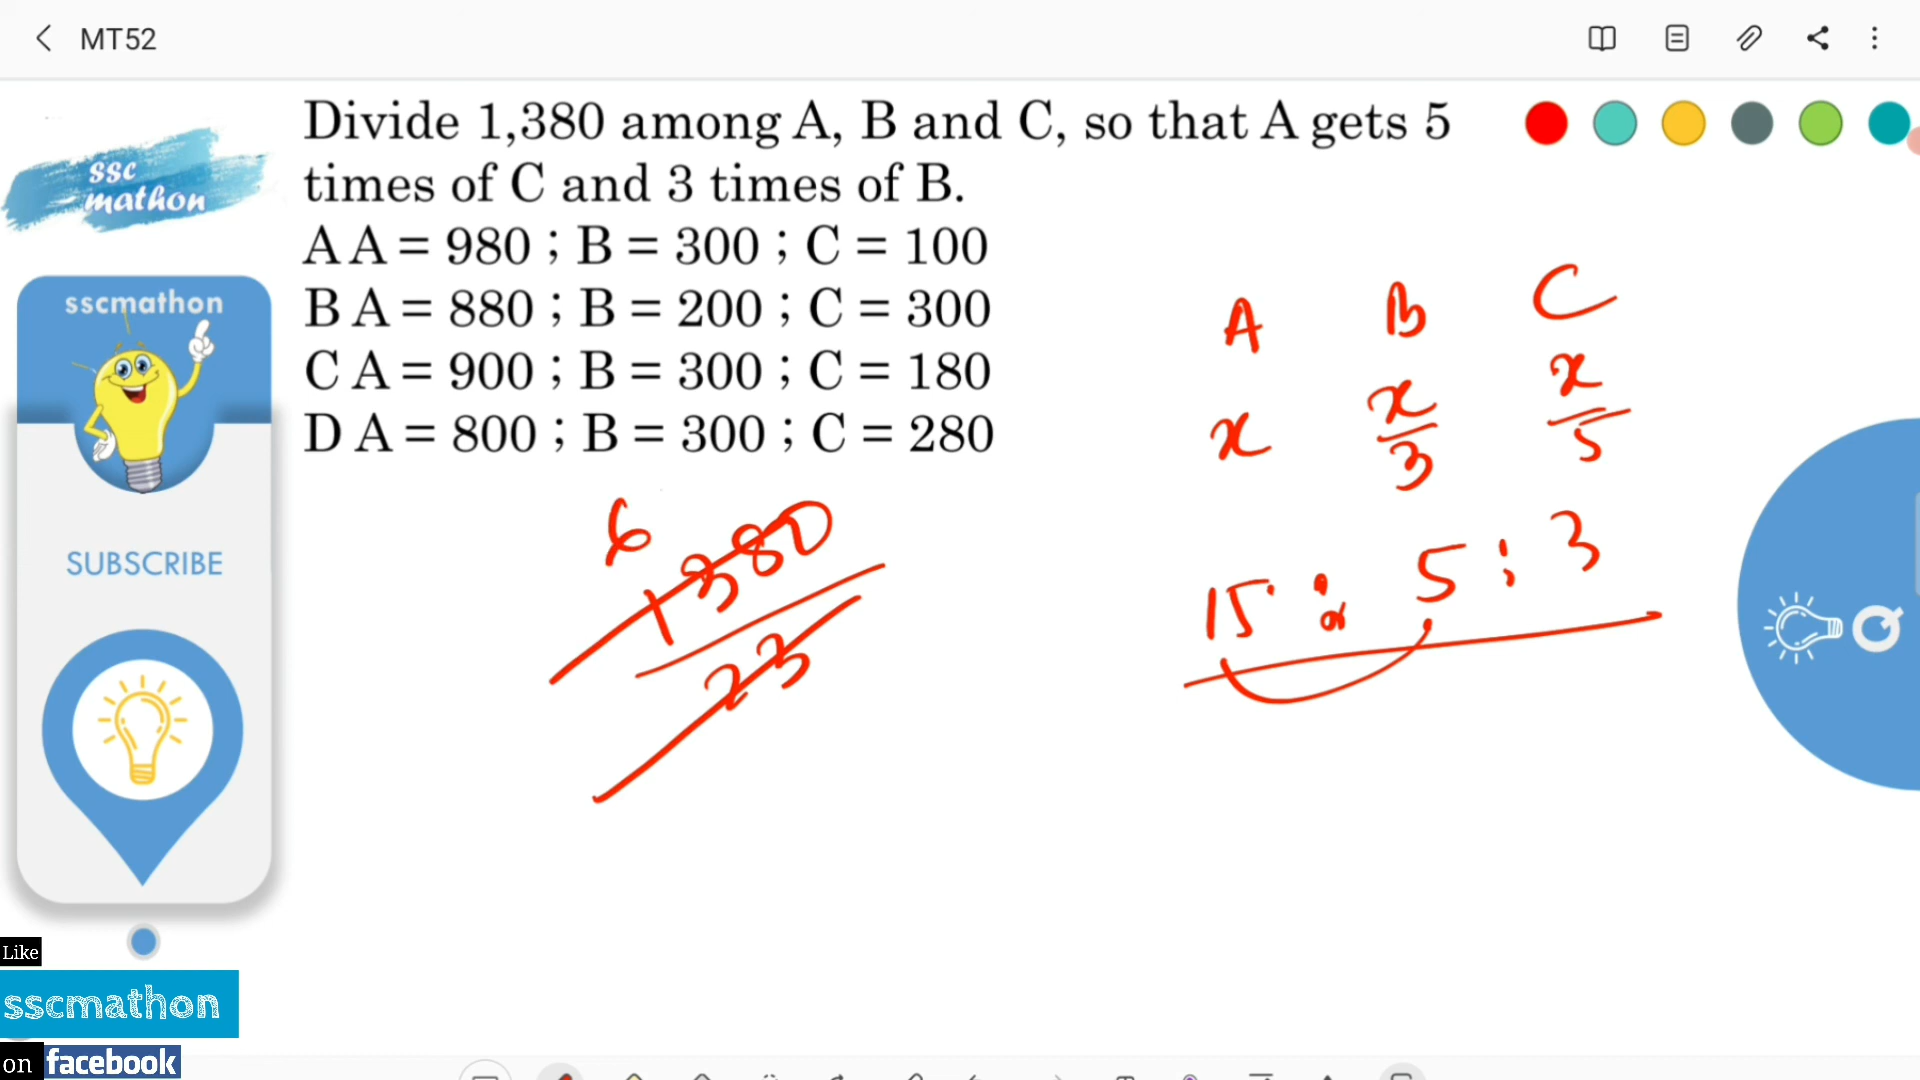 MT52
ssc
mathon
Divide 1,380 among A, B and C, so that A gets 5
times of C and 3 times of B.
A A = 980 ; B = 300 ; C = 100
B A = 880 ; B = 200 ; C = 300
C A = 900 ; B = 300 ; C = 180
D A = 800 ; B = 300 ; C = 280
sscmathon
SUBSCRIBE
A B C
x x/3 x/5
15 : 5 : 3
6
1380
23
Q
Like
sscmathon
on facebook